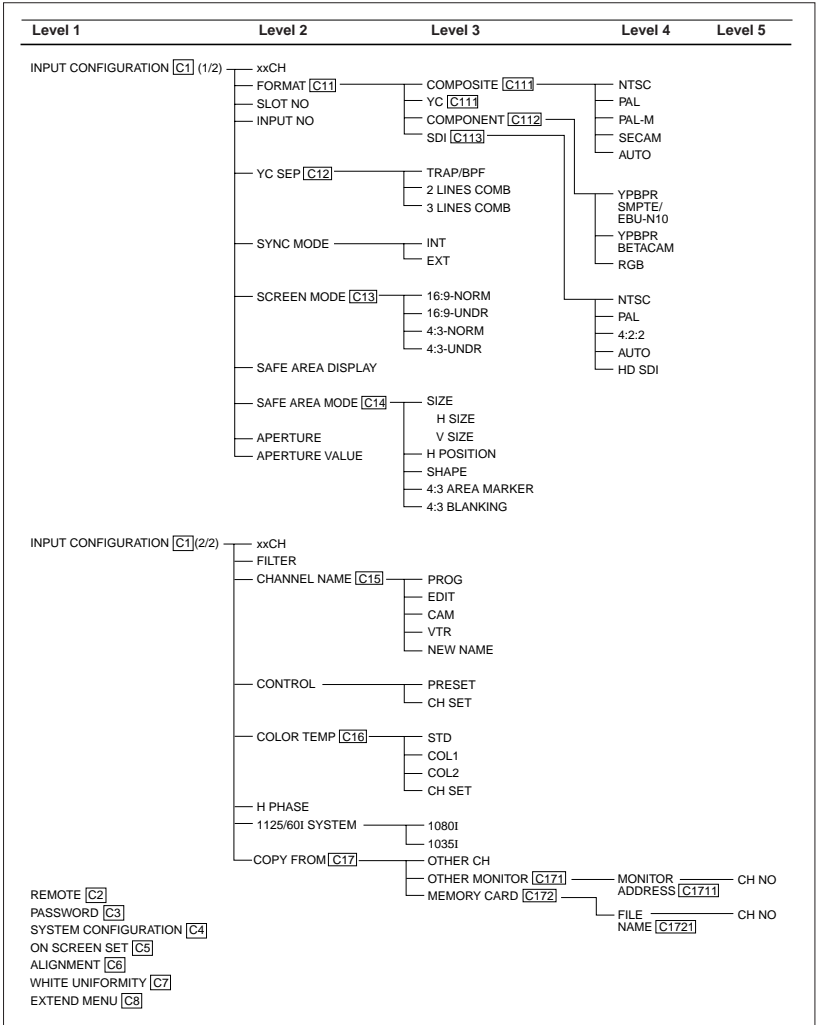 Level 1 Level 2 Level 3 Level 4 Level 5
INPUT CONFIGURATION C1 (1/2) xxCH
FORMAT C11 COMPOSITE C111 NTSC
SLOT NO YC C111 PAL
INPUT NO COMPONENT C112 PAL-M
SDI C113 SECAM
AUTO
YC SEP C12 TRAP/BPF
2 LINES COMB YPBPR
3 LINES COMB SMPTE/
EBU-N10
YPBPR
SYNC MODE INT BETACAM
EXT RGB
SCREEN MODE C13 16:9-NORM NTSC
16:9-UNDR PAL
4:3-NORM 4:2:2
4:3-UNDR AUTO
SAFE AREA DISPLAY HD SDI
SAFE AREA MODE C14 SIZE
H SIZE
APERTURE V SIZE
APERTURE VALUE H POSITION
SHAPE
4:3 AREA MARKER
4:3 BLANKING
INPUT CONFIGURATION C1 (2/2) xxCH
FILTER
CHANNEL NAME C15 PROG
EDIT
CAM
VTR
NEW NAME
CONTROL PRESET
CH SET
COLOR TEMP C16 STD
COL1
COL2
CH SET
H PHASE
1125/60I SYSTEM 1080I
1035I
COPY FROM C17 OTHER CH
OTHER MONITOR C171 MONITOR CH NO
ADDRESS C1711
MEMORY CARD C172
FILE CH NO
NAME C1721
REMOTE C2
PASSWORD C3
SYSTEM CONFIGURATION C4
ON SCREEN SET C5
ALIGNMENT C6
WHITE UNIFORMITY C7
EXTEND MENU C8